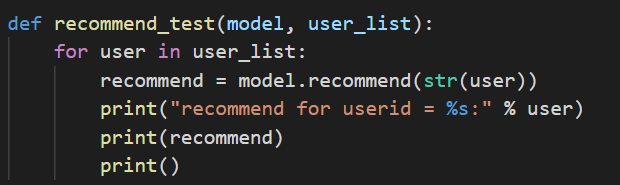 def recommend_test(model, user_list):
    for user in user_list:
        recommend = model.recommend(str(user))
        print("recommend for userid = %s:" % user)
        print(recommend)
        print()